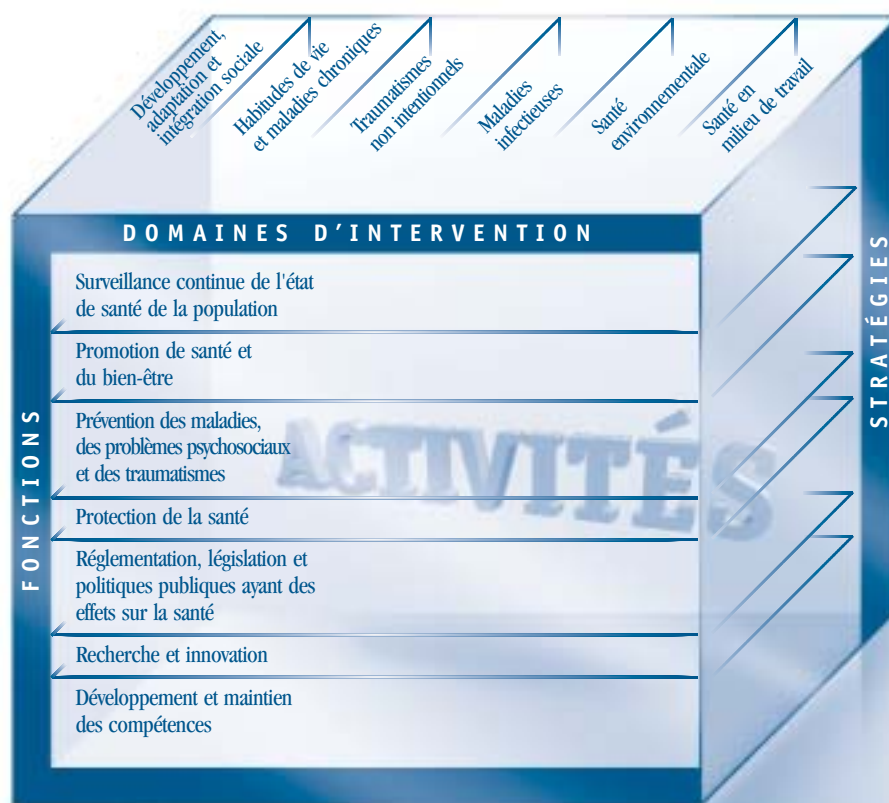 Développement,
adaptation et
intégration sociale
Habitudes de vie
et maladies chroniques
Traumatismes
non intentionnels
Maladies
infectieuses
Santé
environnementale
Santé en
milieu de travail
DOMAINES D'INTERVENTION
STRATÉGIES
FONCTIONS
Surveillance continue de l'état
de santé de la population
Promotion de santé et
du bien-être
Prévention des maladies,
des problèmes psychosociaux
et des traumatismes
Protection de la santé
Réglementation, législation et
politiques publiques ayant des
effets sur la santé
Recherche et innovation
Développement et maintien
des compétences
ACTIVITÉS